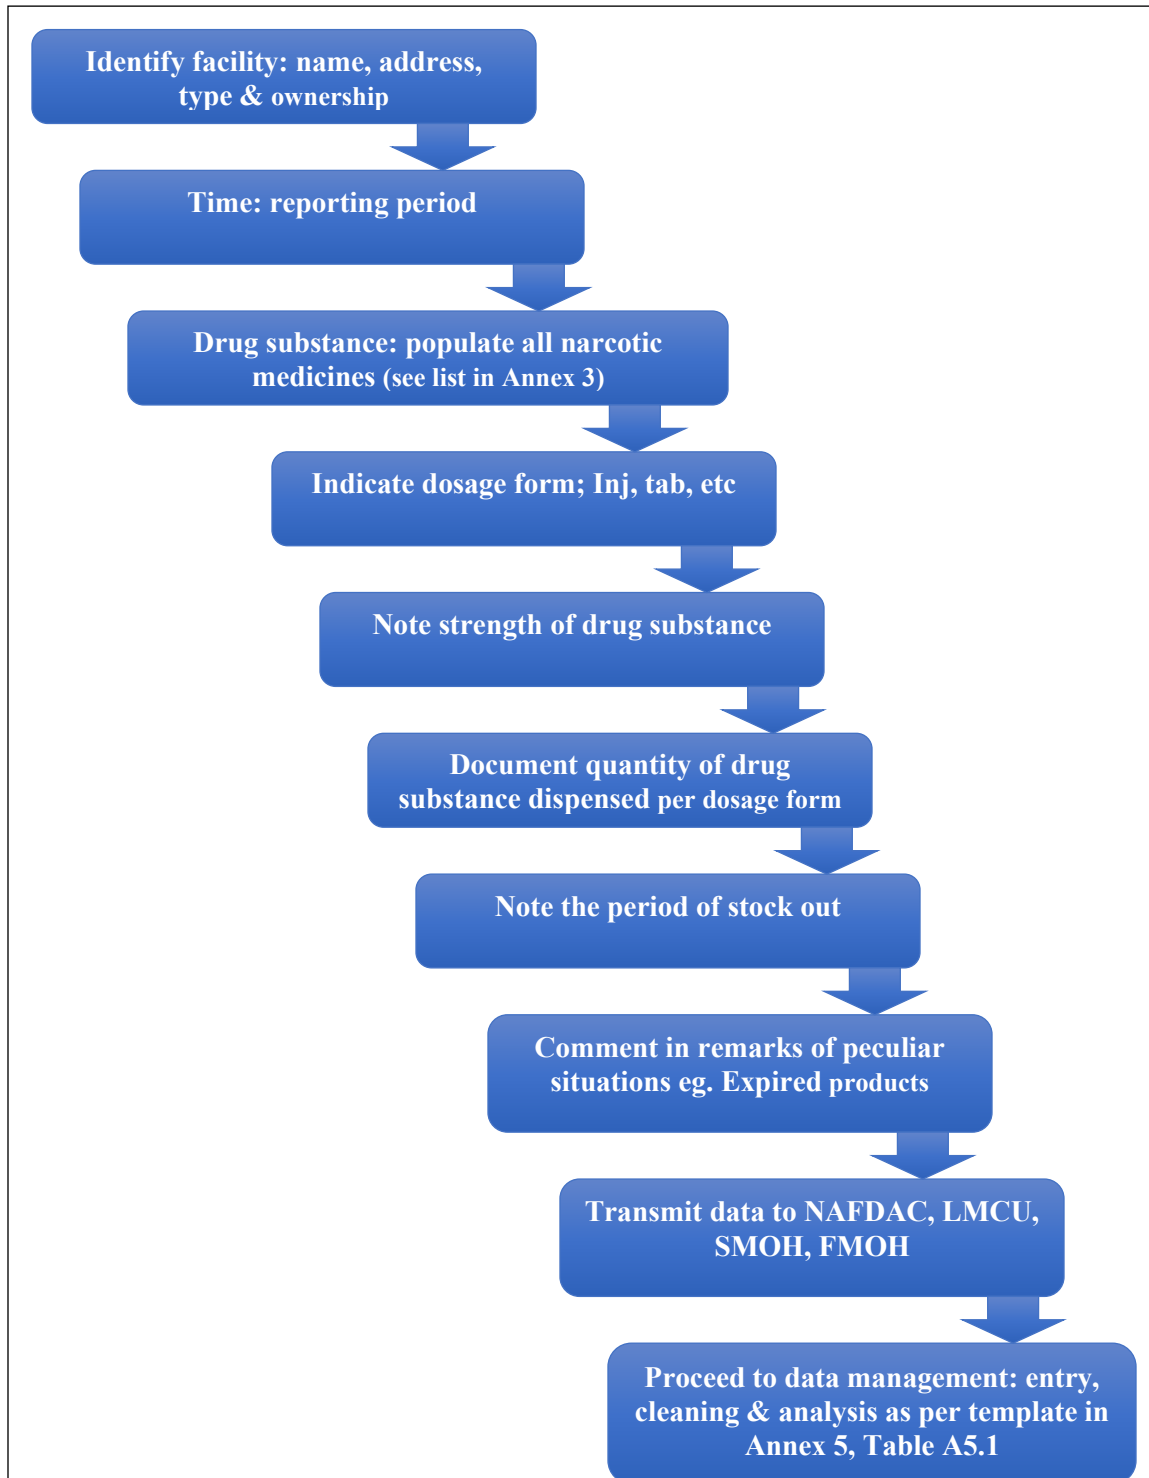 Identify facility: name, address,
type & ownership
Time: reporting period
Drug substance: populate all narcotic
medicines (see list in Annex 3)
Indicate dosage form; Inj, tab, etc
Note strength of drug substance
Document quantity of drug
substance dispensed per dosage form
Note the period of stock out
Comment in remarks of peculiar
situations eg. Expired products
Transmit data to NAFDAC, LMCU,
SMOH, FMOH
Proceed to data management: entry,
cleaning & analysis as per template in
Annex 5, Table A5.1